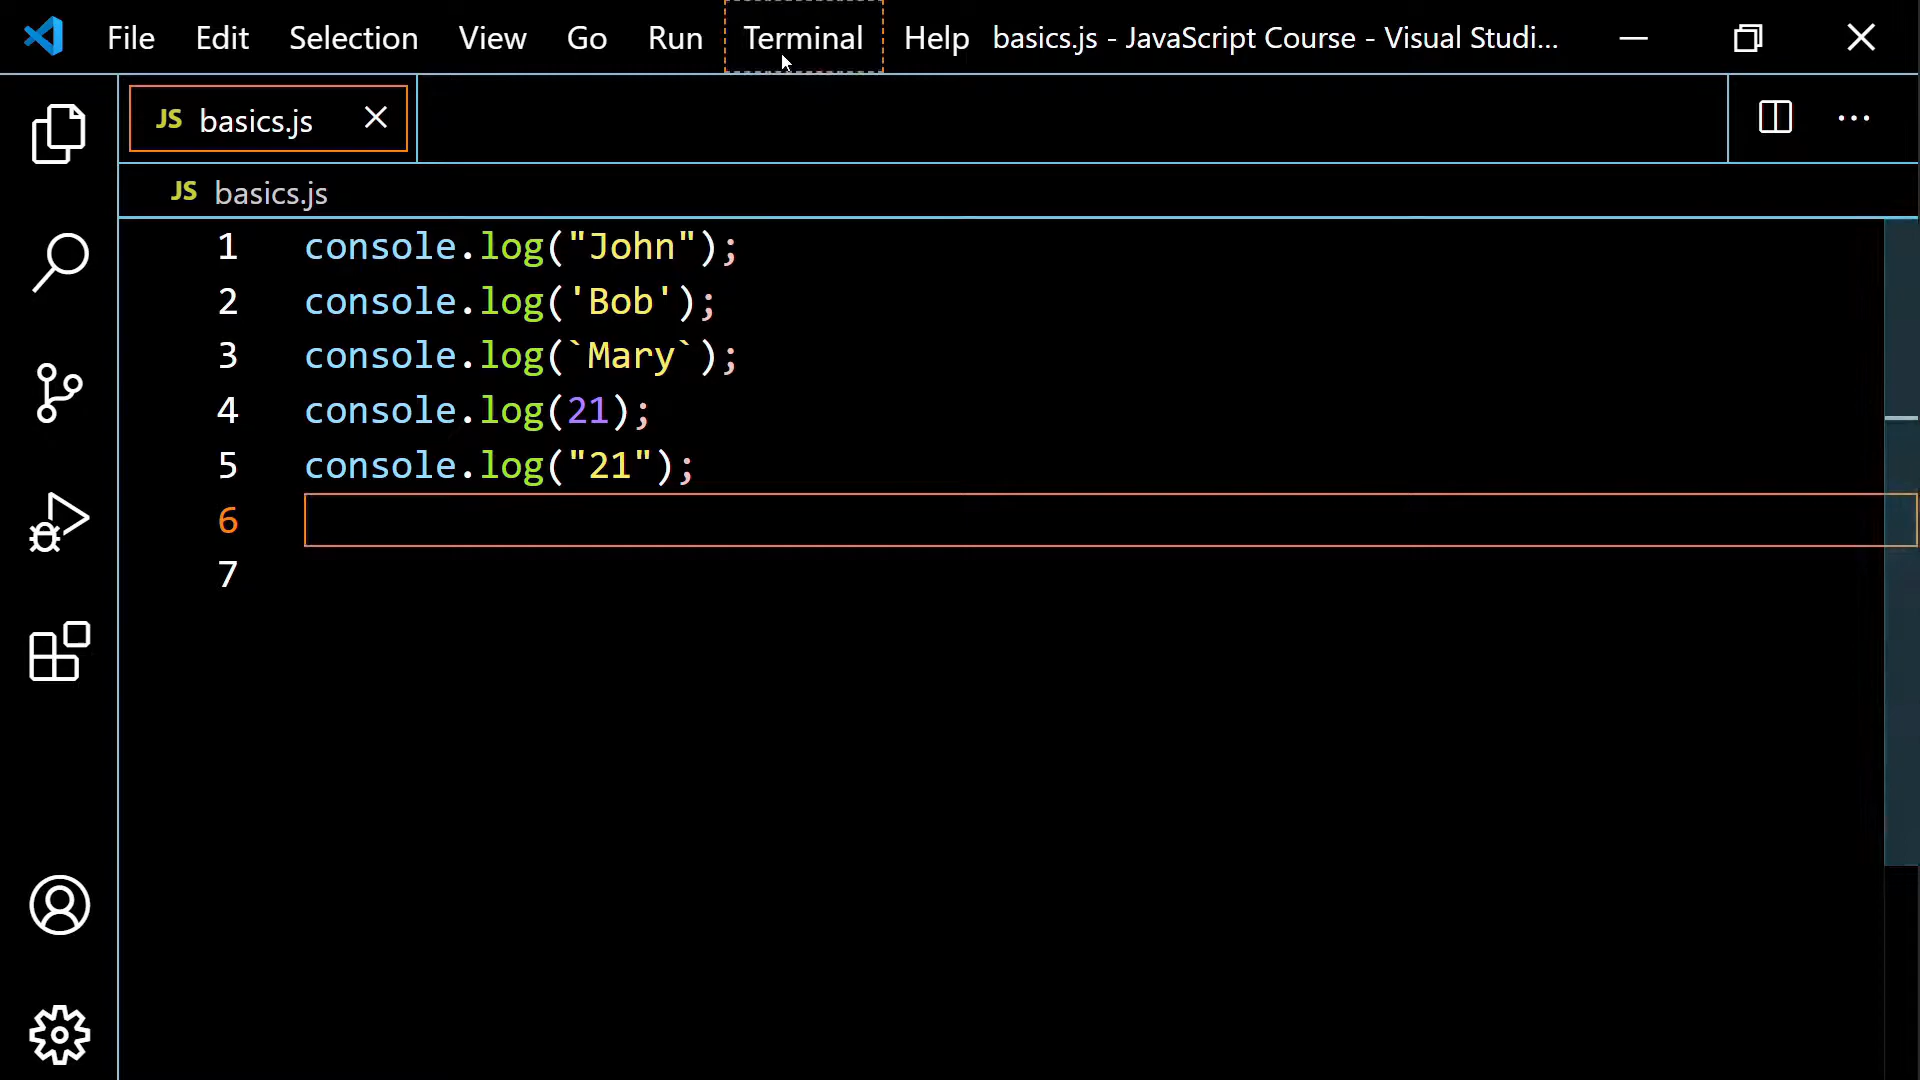 File Edit Selection View Go Run Terminal Help basics.js - JavaScript Course - Visual Studi...
JS basics.js
JS basics.js
1 console.log("John");
2 console.log('Bob');
3 console.log(`Mary`);
4 console.log(21);
5 console.log("21");
6
7